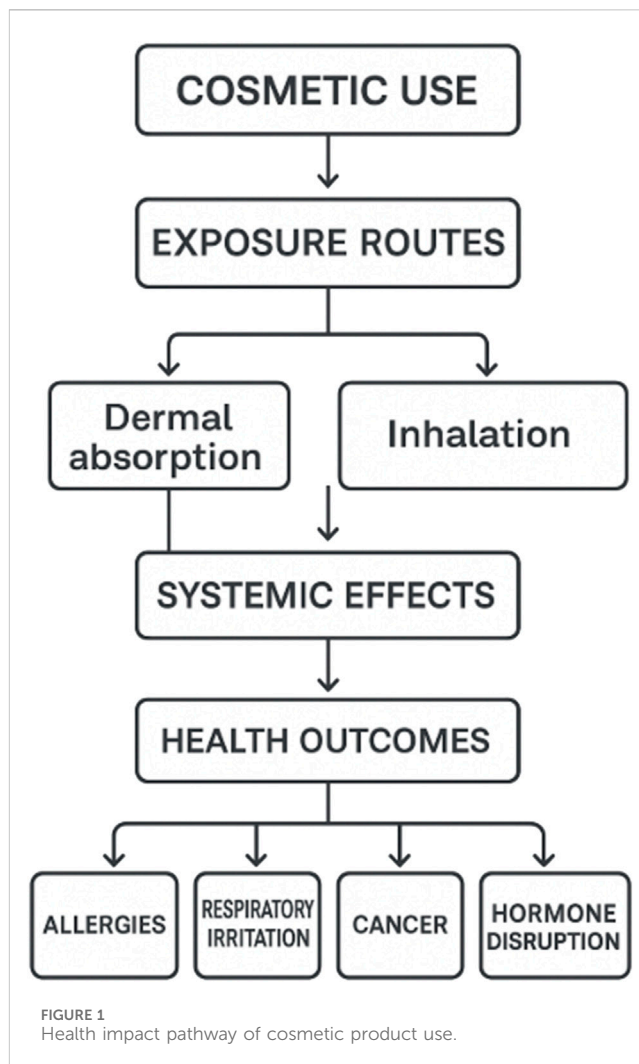 COSMETIC USE
EXPOSURE ROUTES
Dermal
absorption
Inhalation
SYSTEMIC EFFECTS
HEALTH OUTCOMES
ALLERGIES
RESPIRATORY
IRRITATION
CANCER
HORMONE
DISRUPTION
FIGURE 1
Health impact pathway of cosmetic product use.